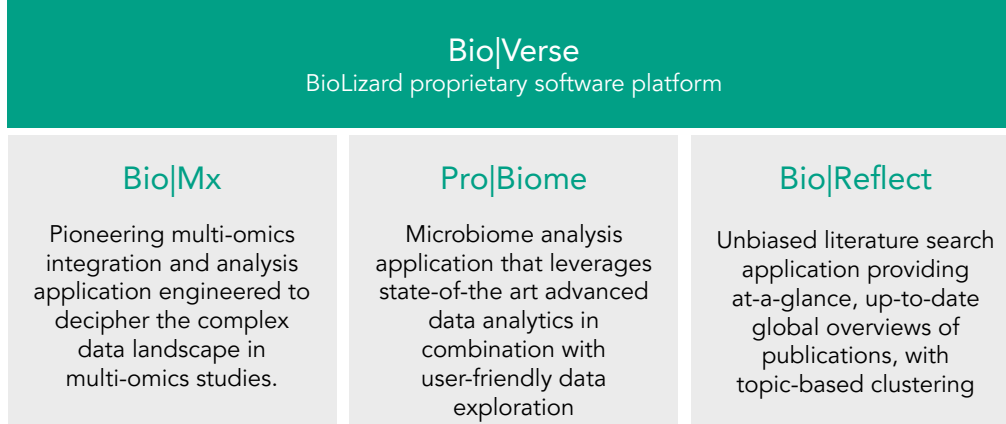 Bio|Verse
BioLizard proprietary software platform
Bio|Mx
Pioneering multi-omics
integration and analysis
application engineered to
decipher the complex
data landscape in
multi-omics studies.
Pro|Biome
Microbiome analysis
application that leverages
state-of-the art advanced
data analytics in
combination with
user-friendly data
exploration
Bio|Reflect
Unbiased literature search
application providing
at-a-glance, up-to-date
global overviews of
publications, with
topic-based clustering